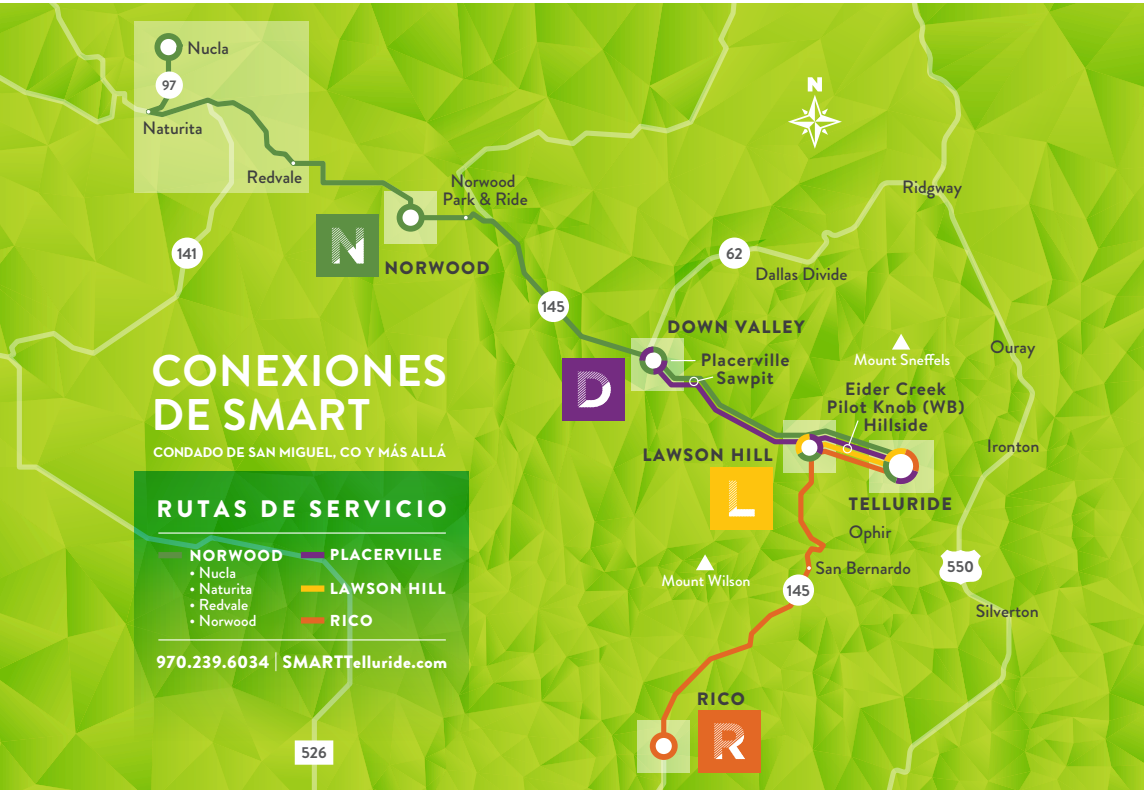 Nucla
97
Naturita
Redvale
Norwood
Park & Ride
N
NORWOOD
141
145
N
Ridgway
62
Dallas Divide
DOWN VALLEY
Placerville
Sawpit
D
Mount Sneffels
Ouray
Eider Creek
Pilot Knob (WB)
Hillside
Ironton
LAWSON HILL
L
TELLURIDE
Ophir
San Bernardo
550
Mount Wilson
145
Silverton
RICO
R
CONEXIONES
DE SMART
CONDADO DE SAN MIGUEL, CO Y MÁS ALLÁ
RUTAS DE SERVICIO
NORWOOD
• Nucla
• Naturita
• Redvale
• Norwood
PLACERVILLE
LAWSON HILL
RICO
970.239.6034 | SMARTTelluride.com
526